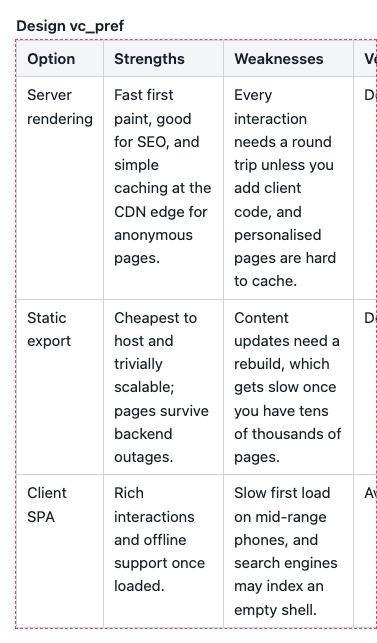 Design vc_pref
Option Strengths Weaknesses
Server
rendering
Fast first
paint, good
for SEO, and
simple
caching at the
CDN edge for
anonymous
pages.
Every
interaction
needs a round
trip unless you
add client
code, and
personalised
pages are hard
to cache.
Static
export
Cheapest to
host and
trivially
scalable;
pages survive
backend
outages.
Content
updates need a
rebuild, which
gets slow once
you have tens
of thousands of
pages.
Client
SPA
Rich
interactions
and offline
support once
loaded.
Slow first load
on mid-range
phones, and
search engines
may index an
empty shell.